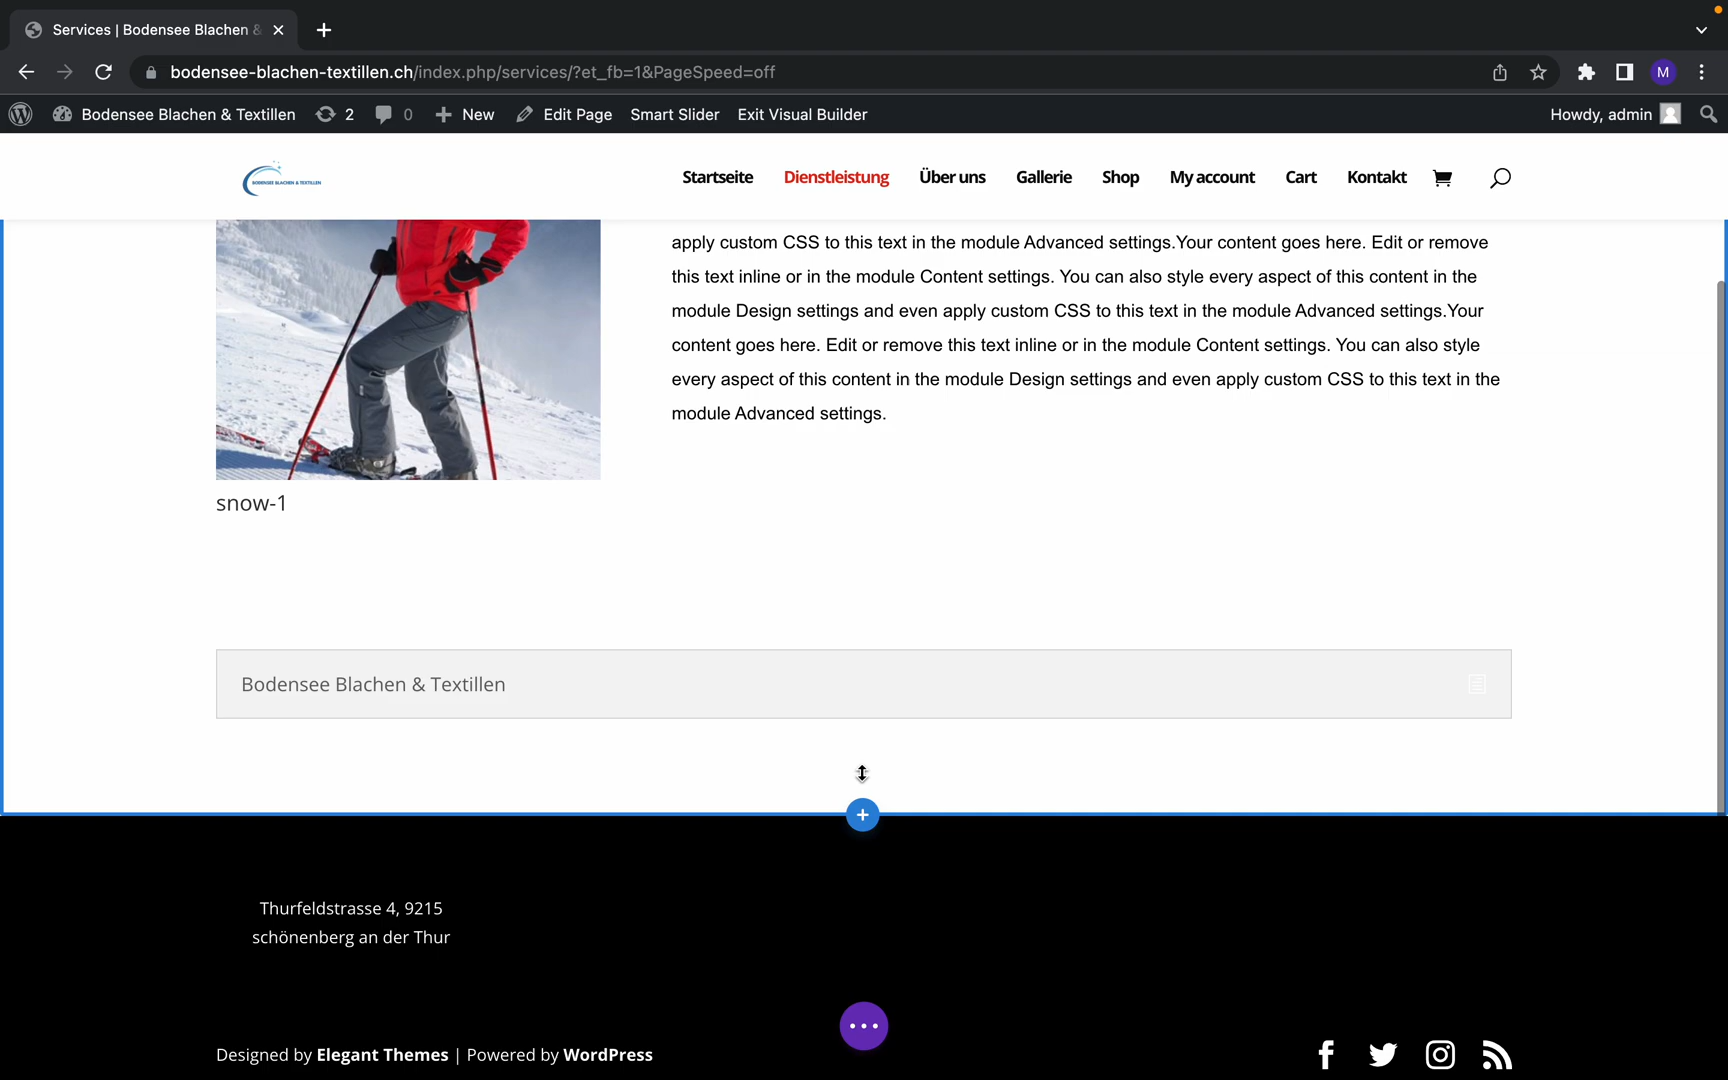 Services | Bodensee Blachen &
bodensee-blachen-textillen.ch/index.php/services/?et_fb=1&PageSpeed=off
M
Bodensee Blachen & Textillen 2 0 New Edit Page Smart Slider Exit Visual Builder Howdy, admin
BODENSEE BLACHEN & TEXTILLEN
Startseite Dienstleistung Über uns Gallerie Shop My account Cart Kontakt
apply custom CSS to this text in the module Advanced settings.Your content goes here. Edit or remove
this text inline or in the module Content settings. You can also style every aspect of this content in the
module Design settings and even apply custom CSS to this text in the module Advanced settings.Your
content goes here. Edit or remove this text inline or in the module Content settings. You can also style
every aspect of this content in the module Design settings and even apply custom CSS to this text in the
module Advanced settings.
snow-1
Bodensee Blachen & Textillen
Thurfeldstrasse 4, 9215
schönenberg an der Thur
Designed by Elegant Themes | Powered by WordPress